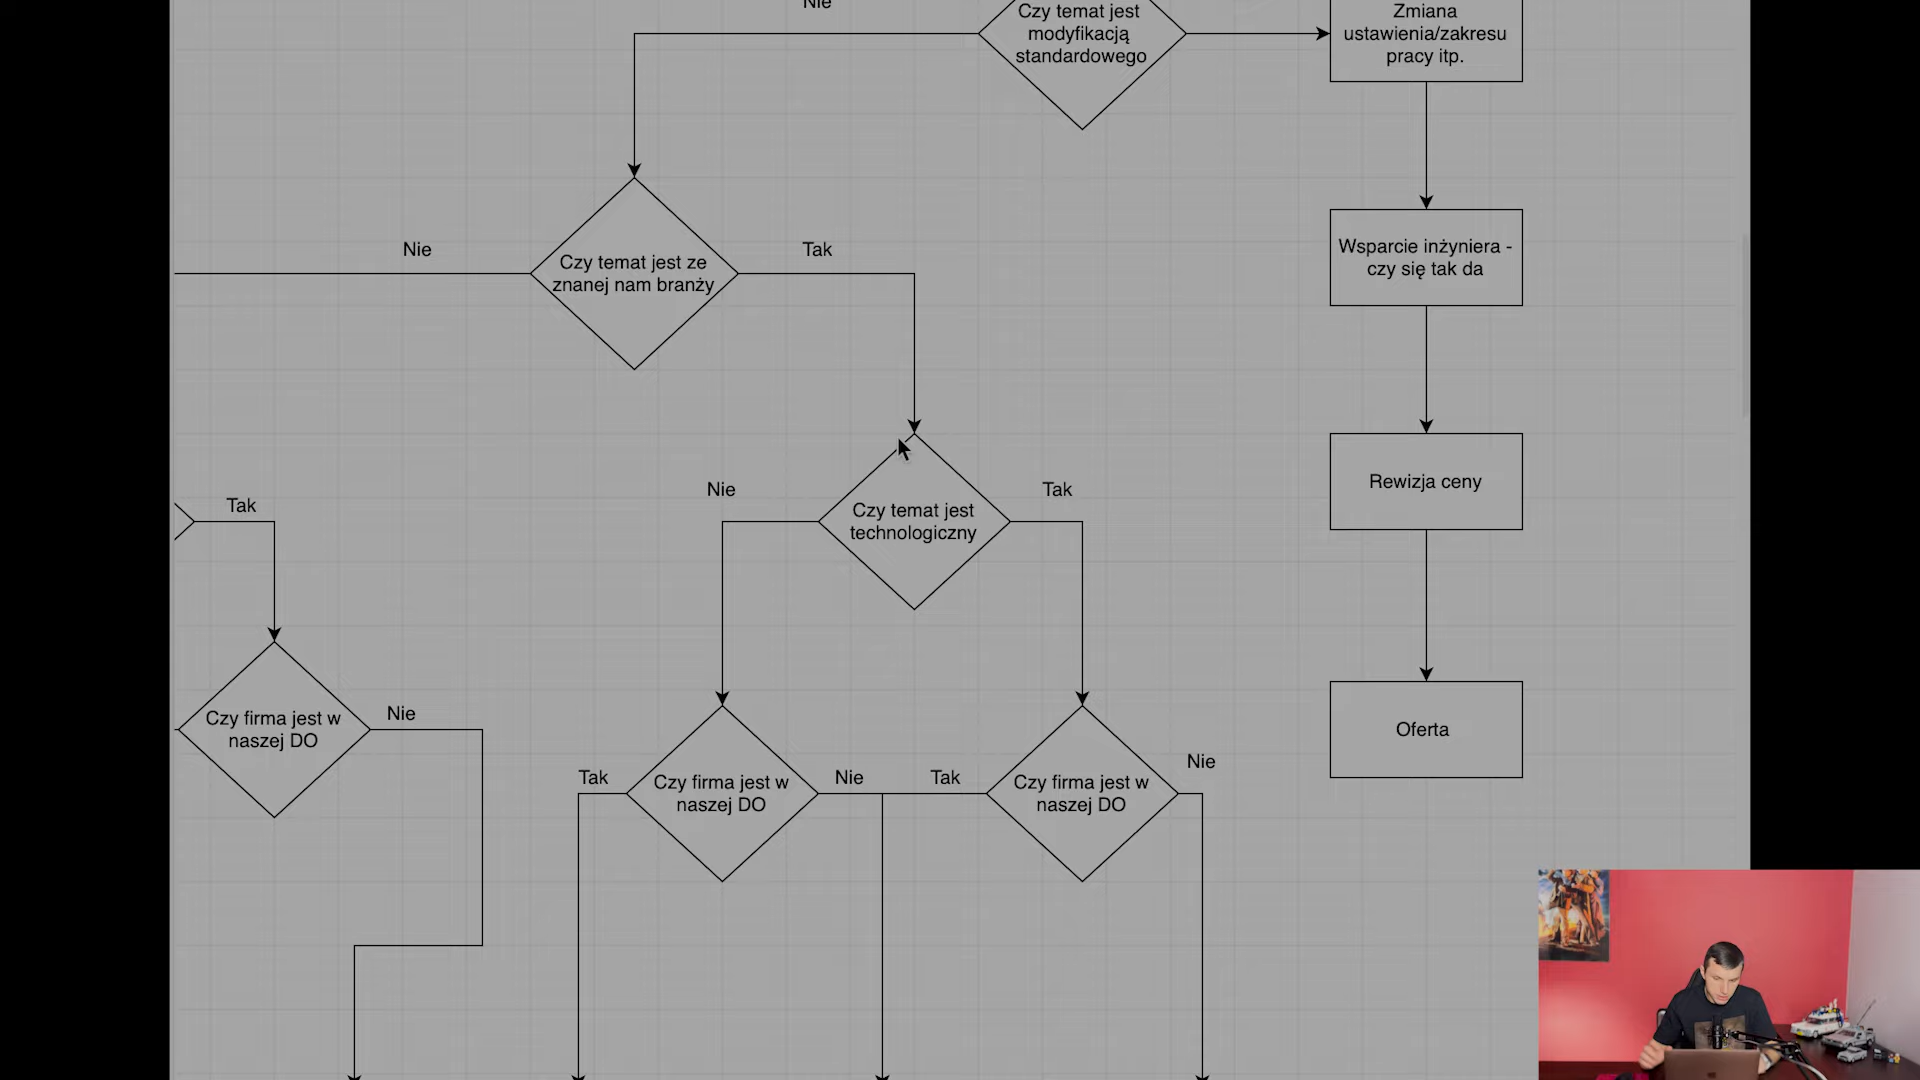 Nie
Czy temat jest
modyfikacją
standardowego
Zmiana
ustawienia/zakresu
pracy itp.
Nie
Czy temat jest ze
znanej nam branży
Tak
Wsparcie inżyniera -
czy się tak da
Tak
Nie
Czy temat jest
technologiczny
Tak
Rewizja ceny
Czy firma jest w
naszej DO
Nie
Tak
Czy firma jest w
naszej DO
Nie
Tak
Czy firma jest w
naszej DO
Nie
Oferta